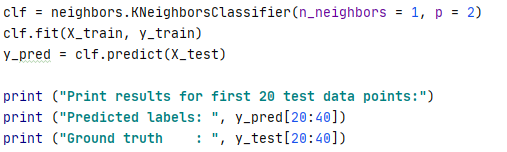 clf = neighbors.KNeighborsClassifier(n_neighbors = 1, p = 2)
clf.fit(X_train, y_train)
y_pred = clf.predict(X_test)
print ("Print results for first 20 test data points:")
print ("Predicted labels: ", y_pred[20:40])
print ("Ground truth    : ", y_test[20:40])